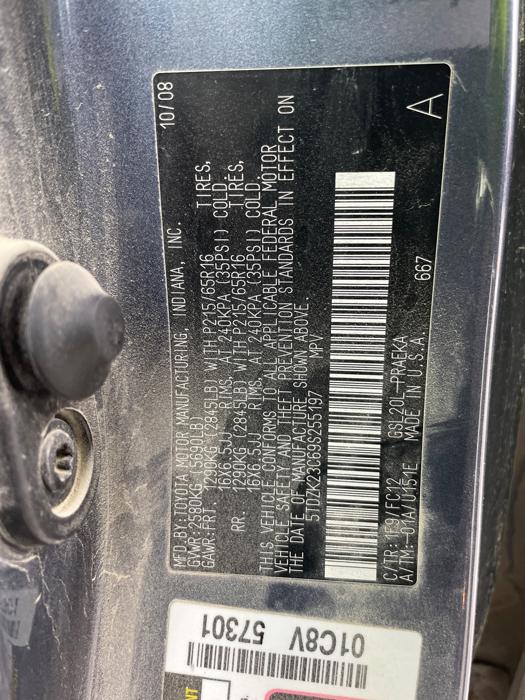 MFD BY: TOYOTA MOTOR MANUFACTURING, INDIANA, INC. 10/08
GVWR:2580KG (5690LB)
GAWR:FRT. 1290KG (2845LB) WITH P215/65R16 TIRES,
16X6.5JJ RIMS, AT 240KPA (35PSI) COLD.
RR. 1290KG (2845LB) WITH P215/65R16 TIRES,
16X6.5JJ RIMS, AT 240KPA (35PSI) COLD.
THIS VEHICLE CONFORMS TO ALL APPLICABLE FEDERAL MOTOR
VEHICLE SAFETY AND THEFT PREVENTION STANDARDS IN EFFECT ON
THE DATE OF MANUFACTURE SHOWN ABOVE.
5TDZK23C69S255197 MPV
C/TR: 1F9/FC12 GSL20L-PRAEKA
A/TM:-01A/U151E MADE IN U.S.A. 667
A
01C8V 57301